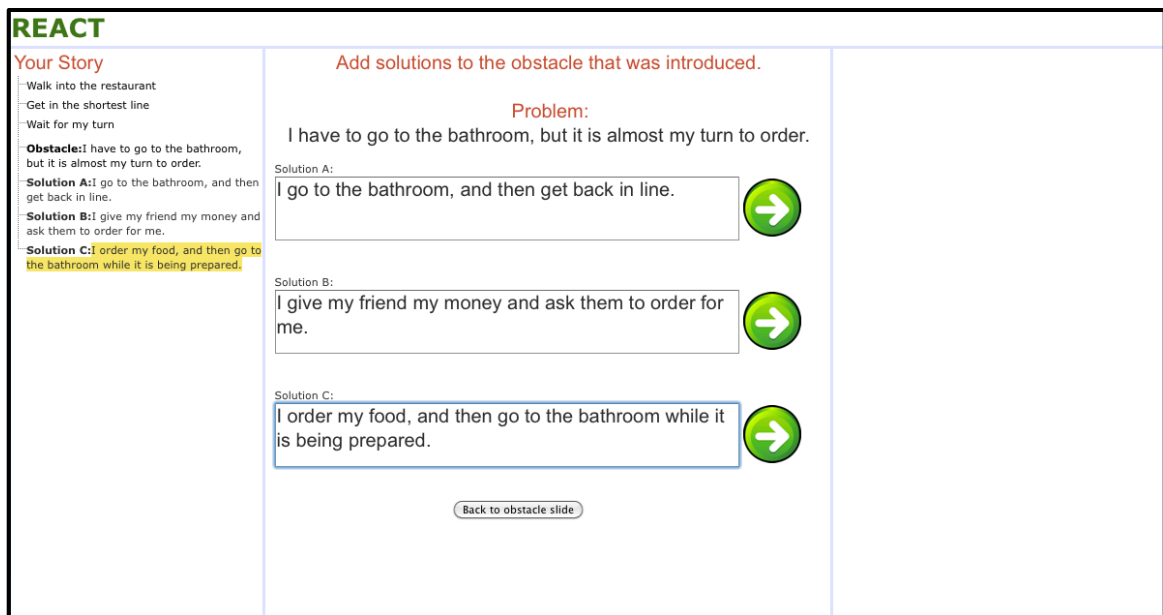 REACT
Your Story
Walk into the restaurant
Get in the shortest line
Wait for my turn
Obstacle:I have to go to the bathroom,
but it is almost my turn to order.
Solution A:I go to the bathroom, and then
get back in line.
Solution B:I give my friend my money and
ask them to order for me.
Solution C:I order my food, and then go to
the bathroom while it is being prepared.
Add solutions to the obstacle that was introduced.
Problem:
I have to go to the bathroom, but it is almost my turn to order.
Solution A:
I go to the bathroom, and then get back in line.
Solution B:
I give my friend my money and ask them to order for
me.
Solution C:
I order my food, and then go to the bathroom while it
is being prepared.
Back to obstacle slide